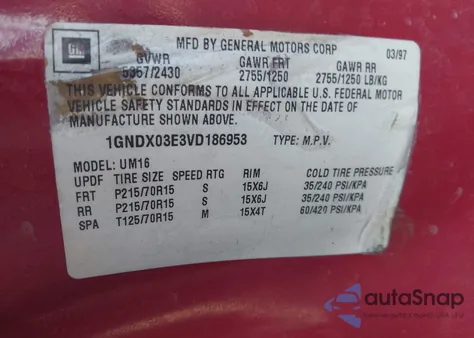 GM
MFD BY GENERAL MOTORS CORP 03/97
GVWR GAWR FRT GAWR RR
5357/2430 2755/1250 2755/1250 LB/KG
THIS VEHICLE CONFORMS TO ALL APPLICABLE U.S. FEDERAL MOTOR
VEHICLE SAFETY STANDARDS IN EFFECT ON THE DATE OF
MANUFACTURE SHOWN ABOVE.
1GNDX03E3VD186953 TYPE: M.P.V.
MODEL: UM16
UPDF TIRE SIZE SPEED RTG RIM COLD TIRE PRESSURE
FRT P215/70R15 S 15X6J 35/240 PSI/KPA
RR P215/70R15 S 15X6J 35/240 PSI/KPA
SPA T125/70R15 M 15X4T 60/420 PSI/KPA
autoSnap